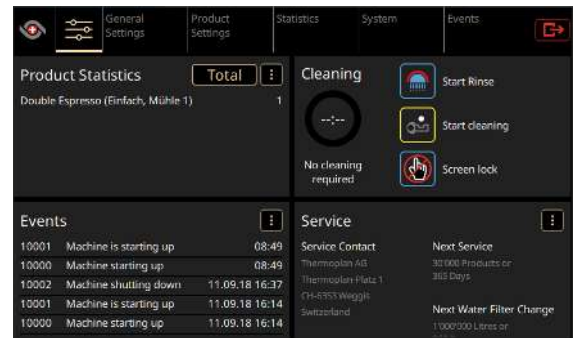 General
Settings
Product
Settings
Statistics
System
Events
Product Statistics
Total
Double Espresso (Einfach, Mühle 1) 1
Cleaning
--:--
No cleaning
required
Start Rinse
Start cleaning
Screen lock
Events
10001 Machine is starting up 08:49
10000 Machine starting up 08:49
10002 Machine shutting down 11.09.18 16:37
10001 Machine is starting up 11.09.18 16:14
10000 Machine starting up 11.09.18 16:14
Service
Service Contact
Thermoplan AG
Thermoplan-Platz 1
CH-6353 Weggis
Switzerland
Next Service
30'000 Products or
365 Days
Next Water Filter Change
1'000'000 Litres or